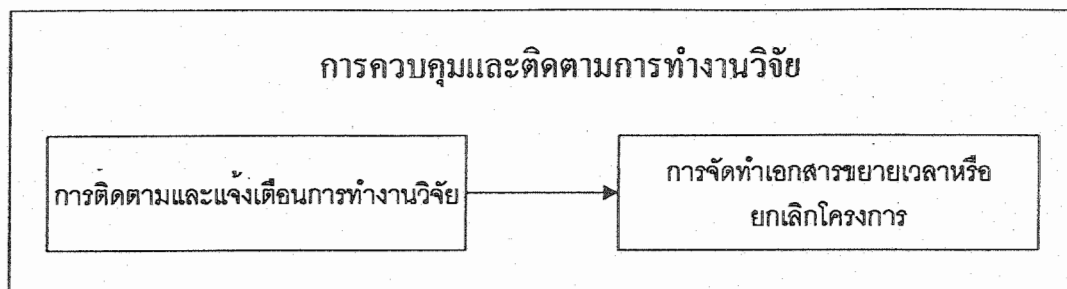 การควบคุมและติดตามการทำงานวิจัย
การติดตามและแจ้งเตือนการทำงานวิจัย
การจัดทำเอกสารขยายเวลาหรือ
ยกเลิกโครงการ